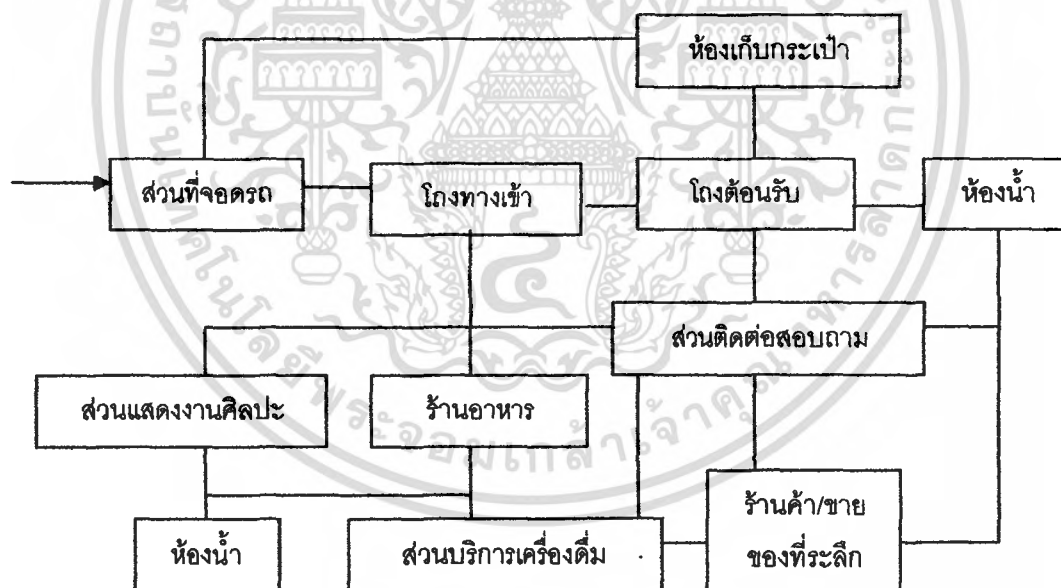 ห้องเก็บกระเป๋า
ส่วนที่จอดรถ
โถงทางเข้า
โถงต้อนรับ
ห้องน้ำ
ส่วนติดต่อสอบถาม
ส่วนแสดงงานศิลปะ
ร้านอาหาร
ห้องน้ำ
ส่วนบริการเครื่องดื่ม
ร้านค้า/ขาย
ของที่ระลึก